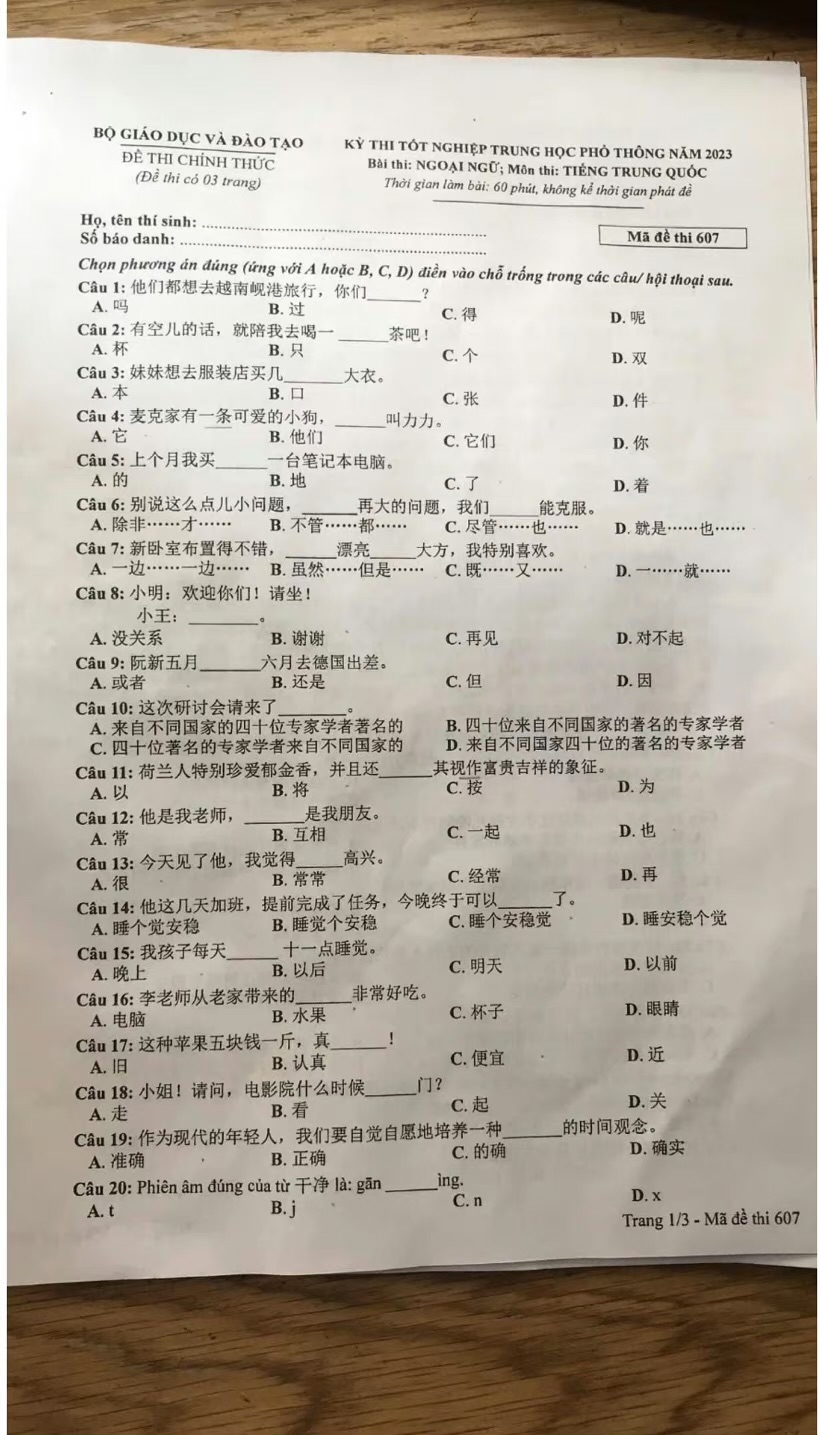 BỘ GIÁO DỤC VÀ ĐÀO TẠO
ĐỀ THI CHÍNH THỨC
(Đề thi có 03 trang)
KỲ THI TỐT NGHIỆP TRUNG HỌC PHỔ THÔNG NĂM 2023
Bài thi: NGOẠI NGỮ; Môn thi: TIẾNG TRUNG QUỐC
Thời gian làm bài: 60 phút, không kể thời gian phát đề
Họ, tên thí sinh: ..........
Số báo danh: ..........
Mã đề thi 607
Chọn phương án đúng (ứng với A hoặc B, C, D) điền vào chỗ trống trong các câu/ hội thoại sau.
Câu 1: 他们都想去越南岘港旅行，你们______?
A. 吗 B. 过 C. 得 D. 呢
Câu 2: 有空儿的话，就陪我去喝一 ______茶吧！
A. 杯 B. 只 C. 个 D. 双
Câu 3: 妹妹想去服装店买几______大衣。
A. 本 B. 口 C. 张 D. 件
Câu 4: 麦克家有一条可爱的小狗，______叫力力。
A. 它 B. 他们 C. 它们 D. 你
Câu 5: 上个月我买______一台笔记本电脑。
A. 的 B. 地 C. 了 D. 着
Câu 6: 别说这么点儿小问题，______再大的问题，我们______能克服。
A. 除非……才…… B. 不管……都…… C. 尽管……也…… D. 就是……也……
Câu 7: 新卧室布置得不错，______漂亮______大方，我特别喜欢。
A. 一边……一边…… B. 虽然……但是…… C. 既……又…… D. 一……就……
Câu 8: 小明：欢迎你们！请坐！
小王：________。
A. 没关系 B. 谢谢 C. 再见 D. 对不起
Câu 9: 阮新五月______六月去德国出差。
A. 或者 B. 还是 C. 但 D. 因
Câu 10: 这次研讨会请来了________。
A. 来自不同国家的四十位专家学者著名的 B. 四十位来自不同国家的著名的专家学者
C. 四十位著名的专家学者来自不同国家的 D. 来自不同国家四十位的著名的专家学者
Câu 11: 荷兰人特别珍爱郁金香，并且还______其视作富贵吉祥的象征。
A. 以 B. 将 C. 按 D. 为
Câu 12: 他是我老师，______是我朋友。
A. 常 B. 互相 C. 一起 D. 也
Câu 13: 今天见了他，我觉得______高兴。
A. 很 B. 常常 C. 经常 D. 再
Câu 14: 他这几天加班，提前完成了任务，今晚终于可以______了。
A. 睡个觉安稳 B. 睡觉个安稳 C. 睡个安稳觉 D. 睡安稳个觉
Câu 15: 我孩子每天______ 十一点睡觉。
A. 晚上 B. 以后 C. 明天 D. 以前
Câu 16: 李老师从老家带来的______非常好吃。
A. 电脑 B. 水果 C. 杯子 D. 眼睛
Câu 17: 这种苹果五块钱一斤，真______！
A. 旧 B. 认真 C. 便宜 D. 近
Câu 18: 小姐！请问，电影院什么时候______门?
A. 走 B. 看 C. 起 D. 关
Câu 19: 作为现代的年轻人，我们要自觉自愿地培养一种______的时间观念。
A. 准确 B. 正确 C. 的确 D. 确实
Câu 20: Phiên âm đúng của từ 干净 là: gān ______ìng.
A. t B. j C. n D. x
Trang 1/3 - Mã đề thi 607